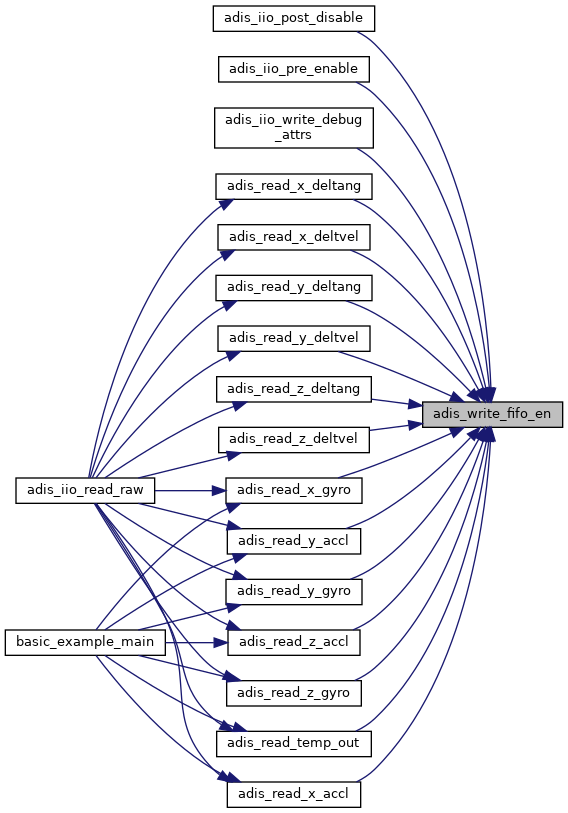 adis_iio_post_disable
adis_iio_pre_enable
adis_iio_write_debug
_attrs
adis_read_x_deltang
adis_read_x_deltvel
adis_read_y_deltang
adis_read_y_deltvel
adis_read_z_deltang
adis_write_fifo_en
adis_read_z_deltvel
adis_iio_read_raw
adis_read_x_gyro
adis_read_y_accl
adis_read_y_gyro
basic_example_main
adis_read_z_accl
adis_read_z_gyro
adis_read_temp_out
adis_read_x_accl